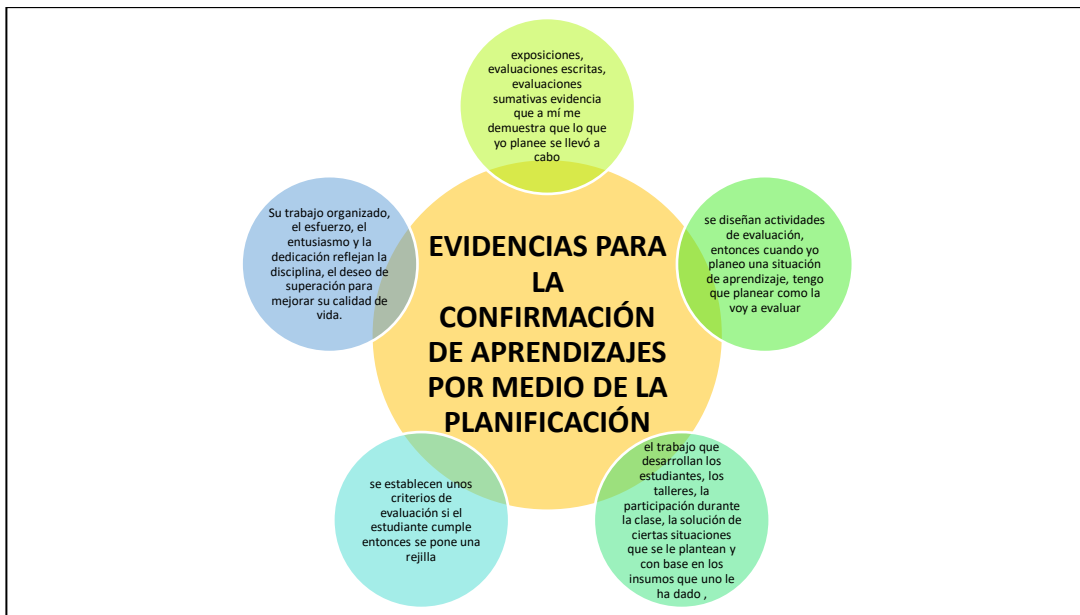 exposiciones,
evaluaciones escritas,
evaluaciones
sumativas evidencia
que a mí me
demuestra que lo que
yo planee se llevó a
cabo
se diseñan actividades
de evaluación,
entonces cuando yo
planeo una situación
de aprendizaje, tengo
que planear como la
voy a evaluar
el trabajo que
desarrollan los
estudiantes, los
talleres, la
participación durante
la clase, la solución de
ciertas situaciones
que se le plantean y
con base en los
insumos que uno le
ha dado ,
se establecen unos
criterios de
evaluación si el
estudiante cumple
entonces se pone una
rejilla
Su trabajo organizado,
el esfuerzo, el
entusiasmo y la
dedicación reflejan la
disciplina, el deseo de
superación para
mejorar su calidad de
vida.
EVIDENCIAS PARA
LA
CONFIRMACIÓN
DE APRENDIZAJES
POR MEDIO DE LA
PLANIFICACIÓN